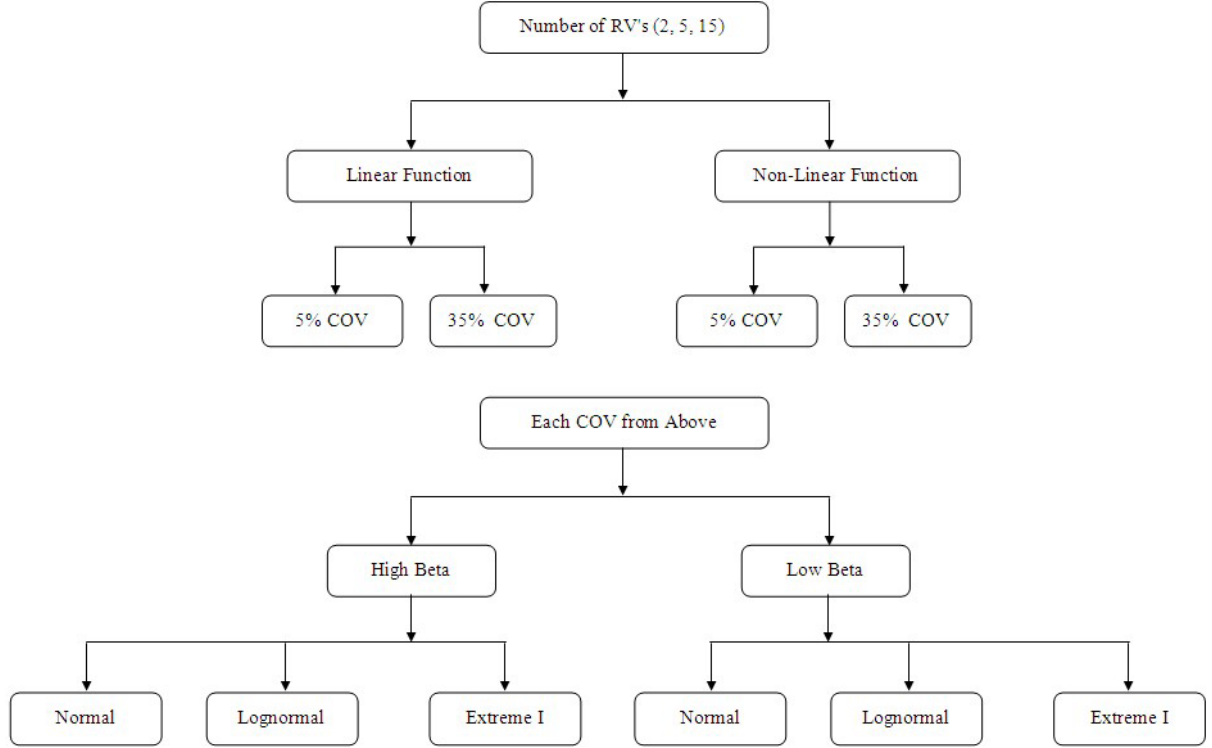 Number of RV's (2, 5, 15)
Linear Function
Non-Linear Function
5% COV
35% COV
5% COV
35% COV
Each COV from Above
High Beta
Low Beta
Normal
Lognormal
Extreme I
Normal
Lognormal
Extreme I